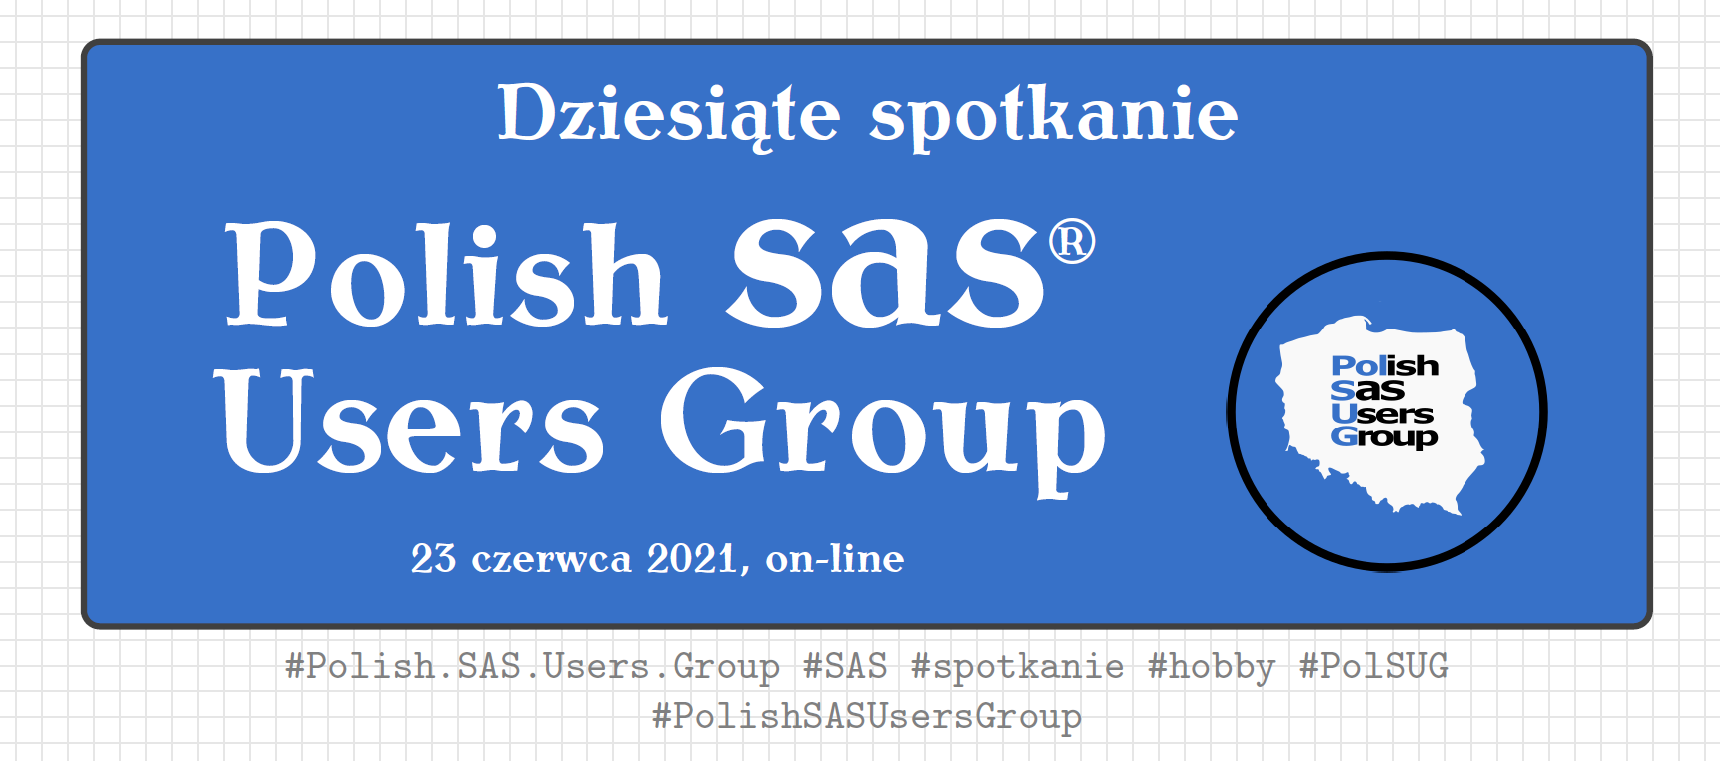 Dziesiąte spotkanie
Polish sas®
Users Group
Polish
sas
Users
Group
23 czerwca 2021, on-line
#Polish.SAS.Users.Group #SAS #spotkanie #hobby #PolSUG
#PolishSASUsersGroup